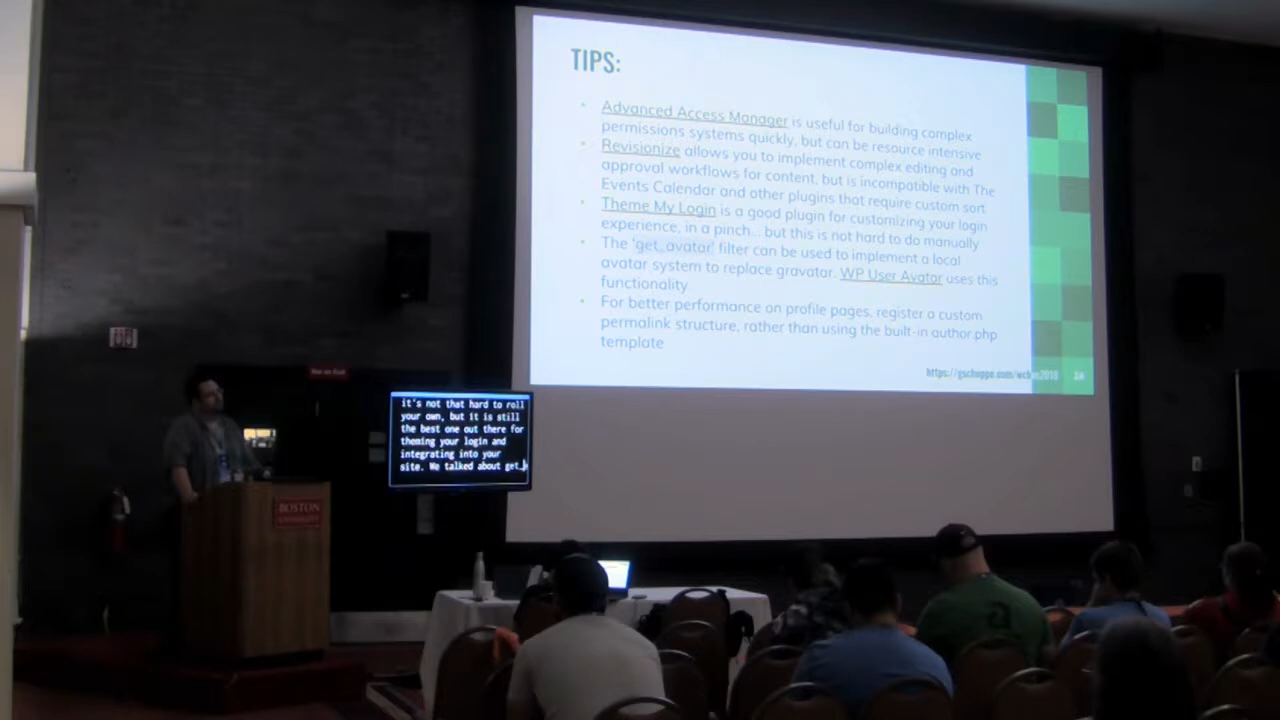 TIPS:
Advanced Access Manager is useful for building complex
permissions systems quickly, but can be resource intensive
Revisionize allows you to implement complex editing and
approval workflows for content, but is incompatible with The
Events Calendar and other plugins that require custom sort
Theme My Login is a good plugin for customizing your login
experience, in a pinch... but this is not hard to do manually
The 'get_avatar' filter can be used to implement a local
avatar system to replace gravatar. WP User Avatar uses this
functionality
For better performance on profile pages, register a custom
permalink structure, rather than using the built-in author.php
template
it's not that hard to roll
your own, but it is still
the best one out there for
theming your login and
integrating into your
site. We talked about get_
BOSTON
UNIVERSITY